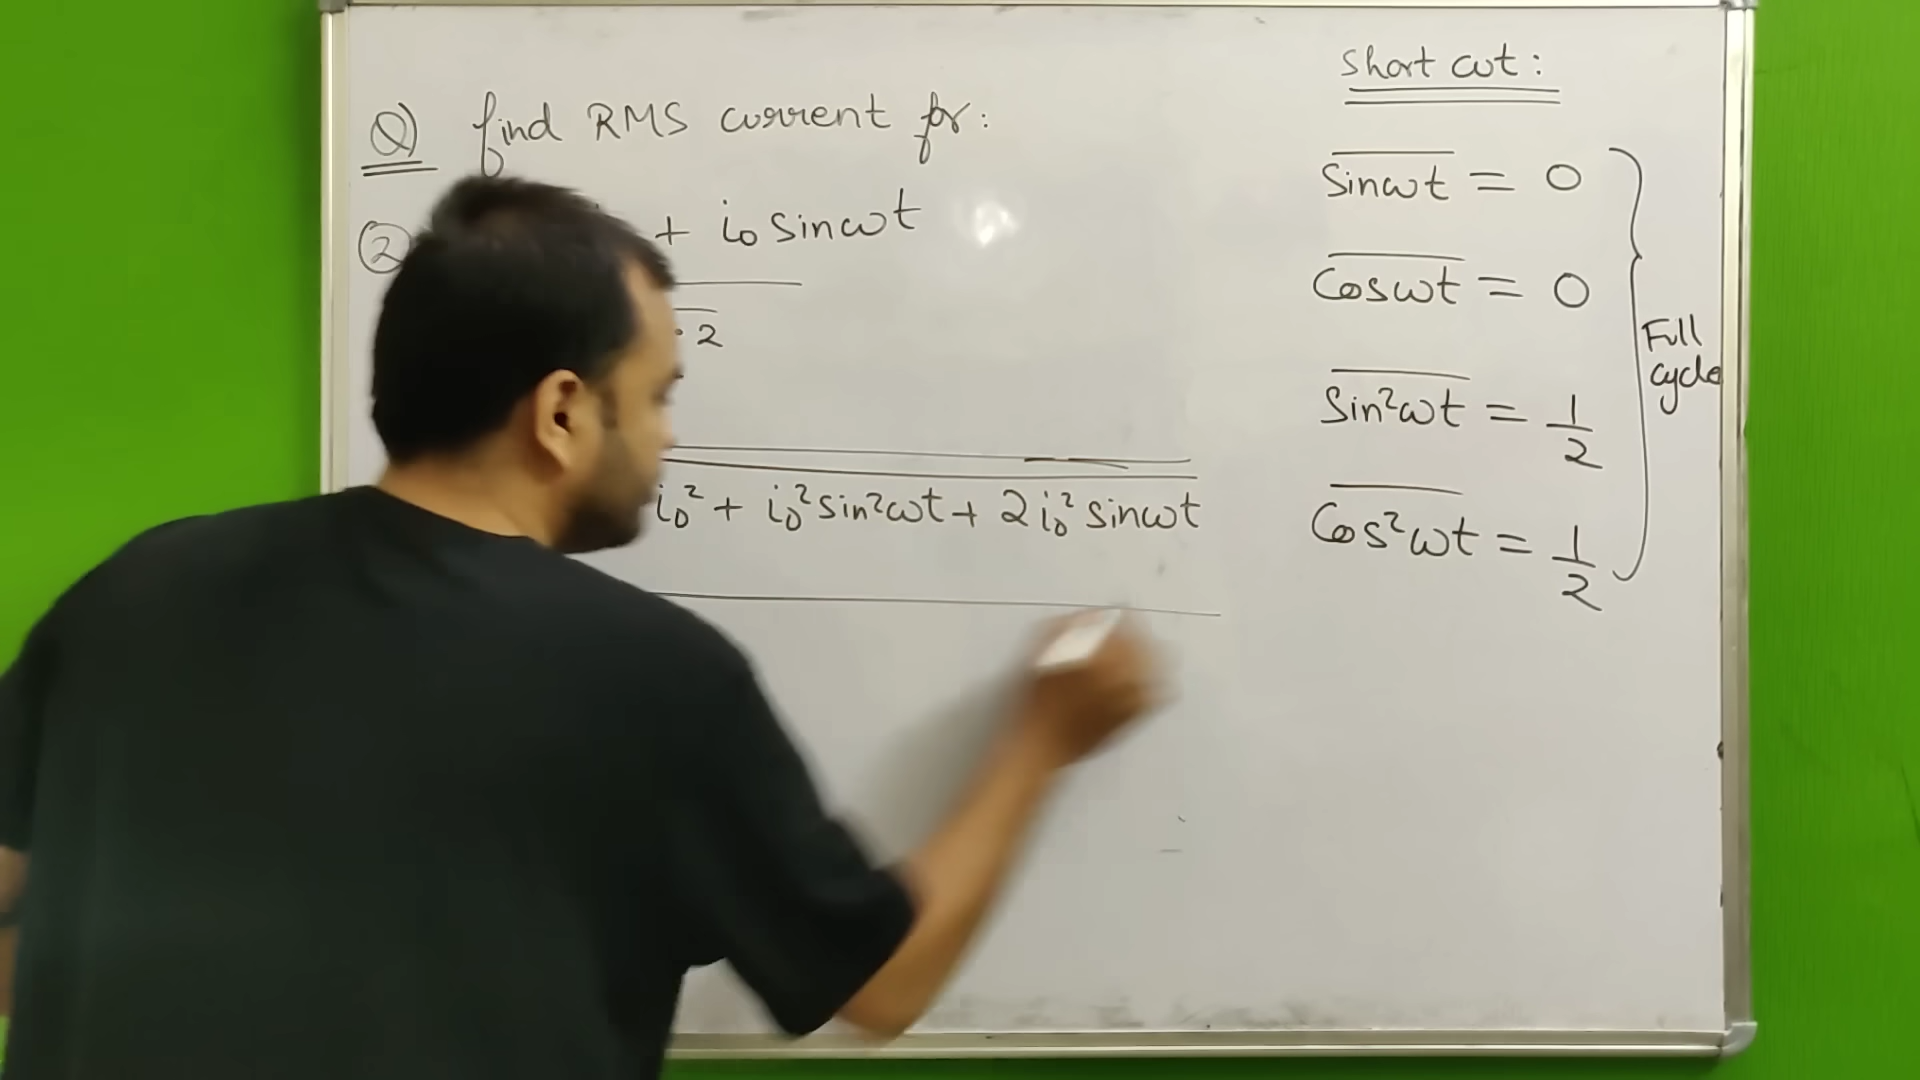 Q) find RMS current for:
② + i₀ sinωt
2
i₀² + i₀² sin²ωt + 2 i₀² sinωt
Short cut:
sinωt = 0
Cosωt = 0
Sin²ωt = 1/2
Cos²ωt = 1/2
Full
cycle